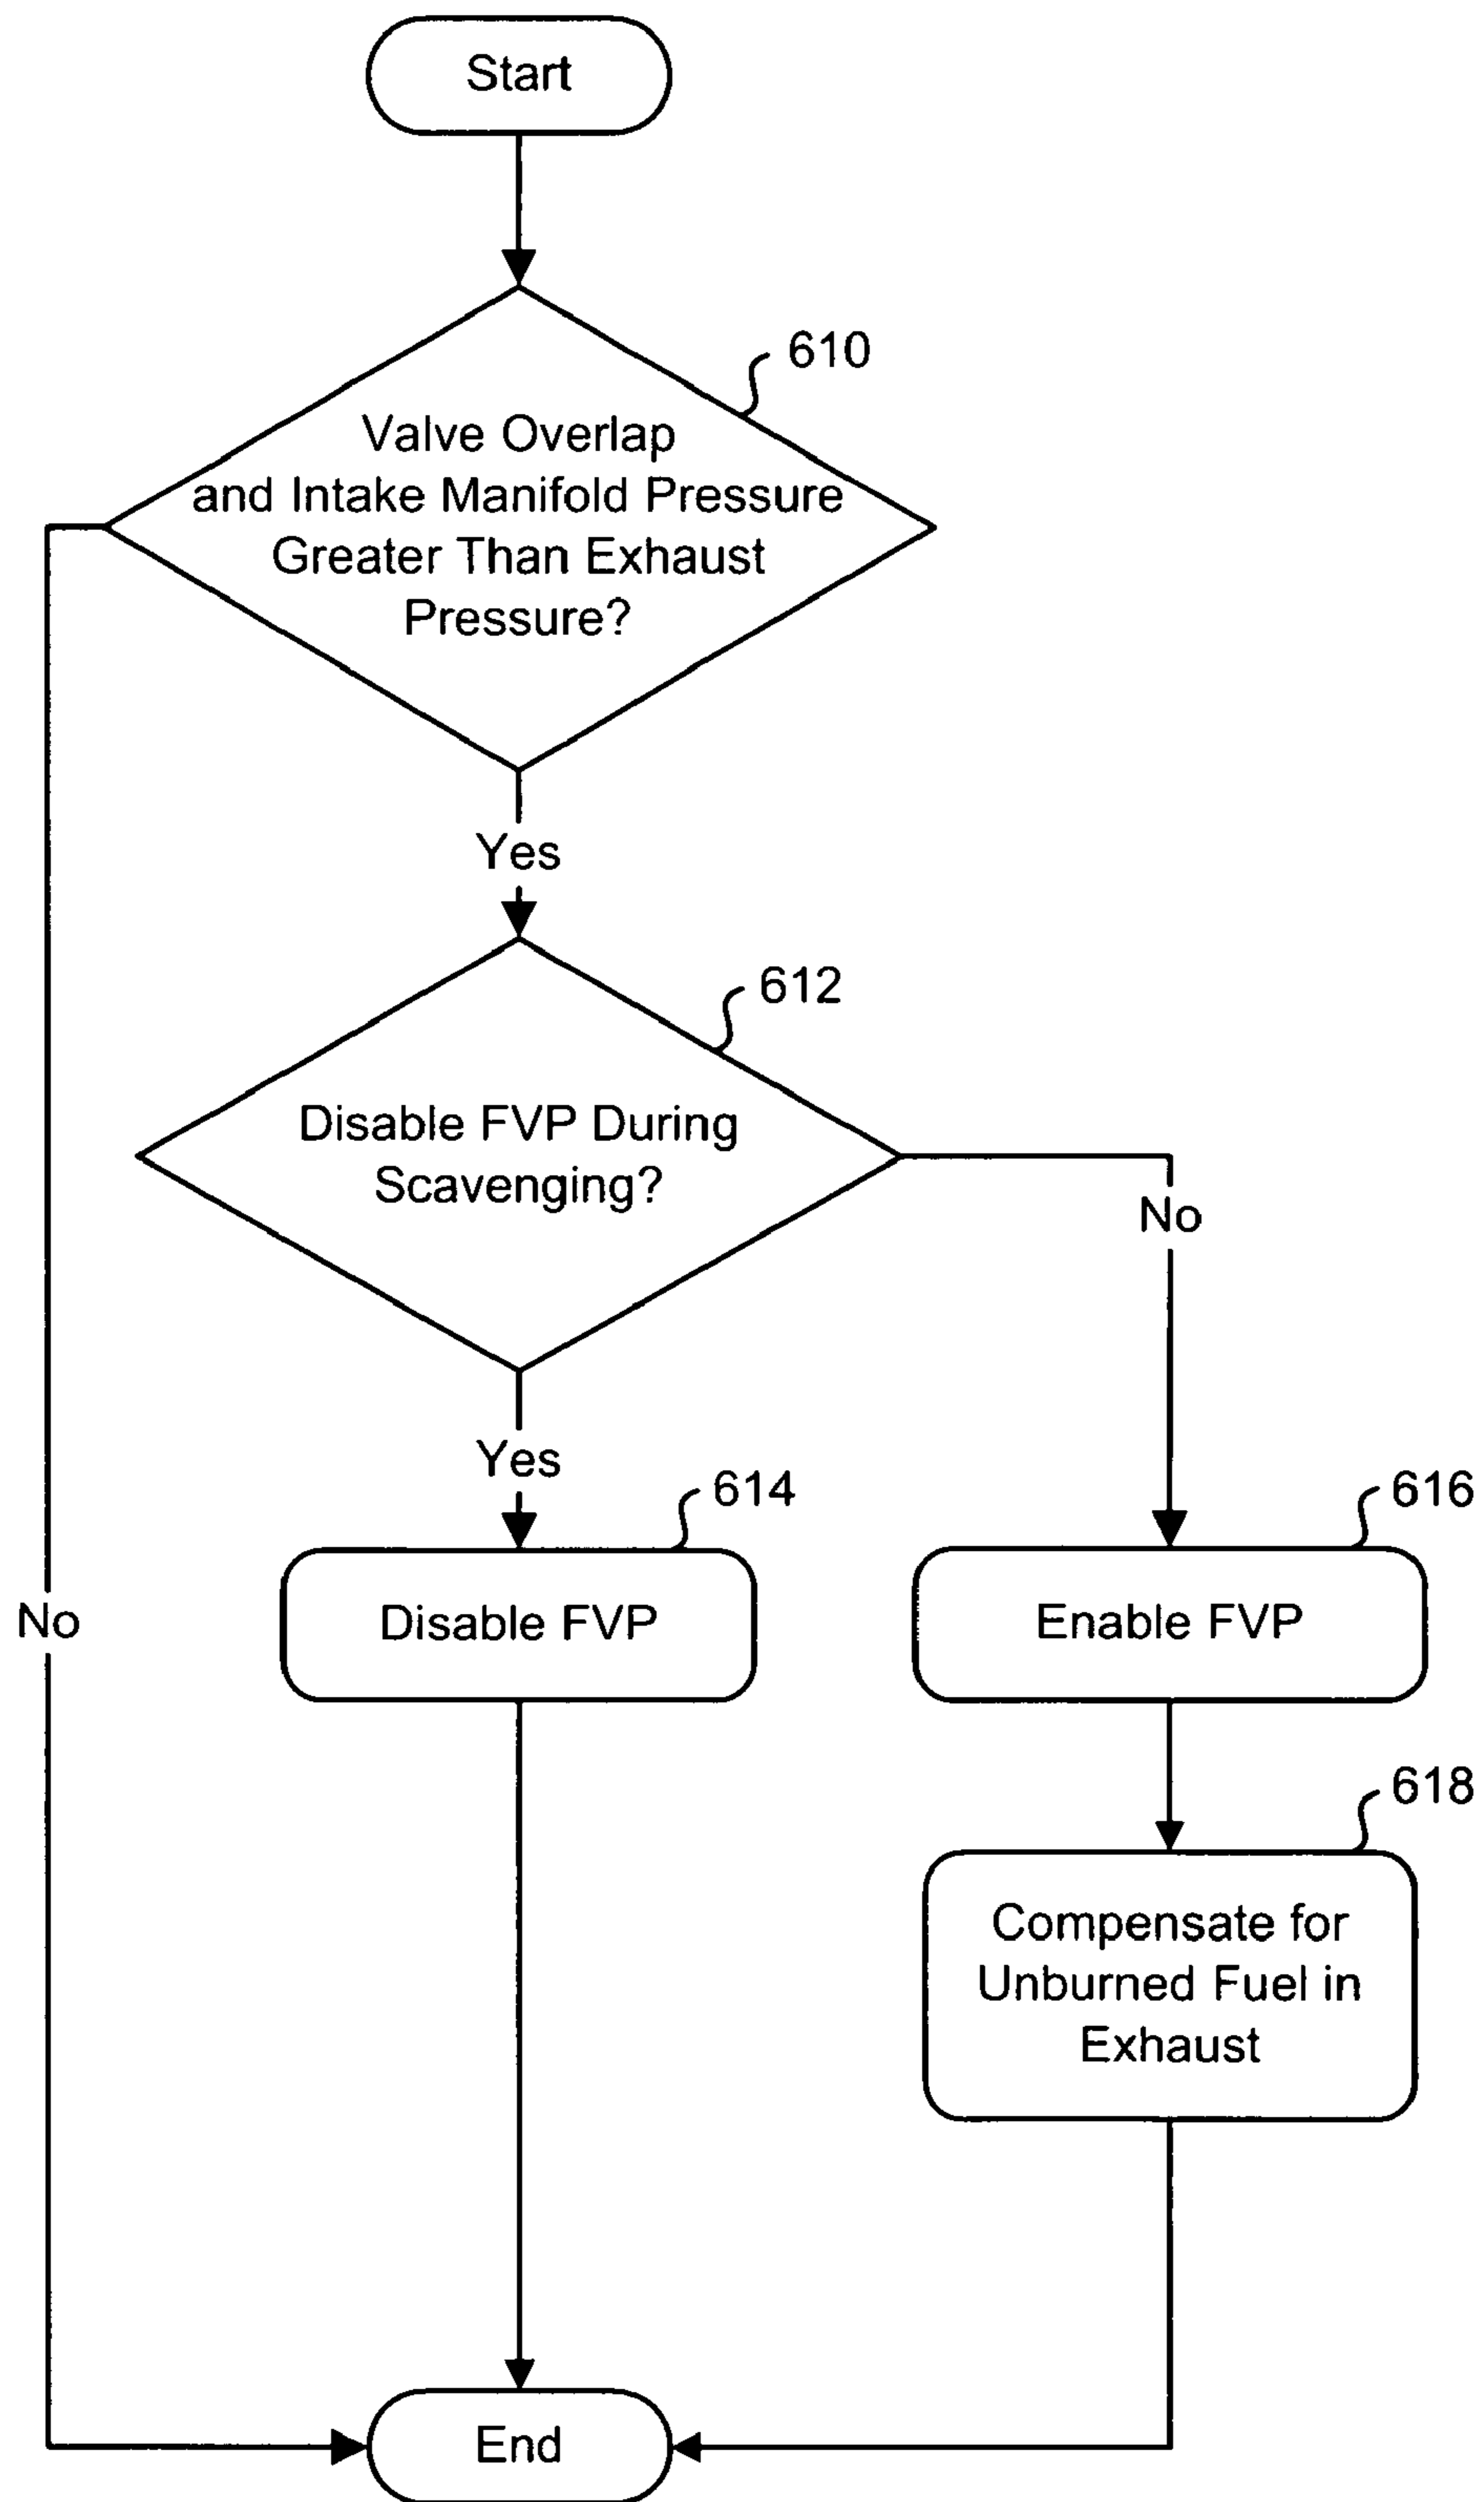 Start
610
Valve Overlap
and Intake Manifold Pressure
Greater Than Exhaust
Pressure?
Yes
612
Disable FVP During
Scavenging?
No
Yes
614
616
No
Disable FVP
Enable FVP
618
Compensate for
Unburned Fuel in
Exhaust
End